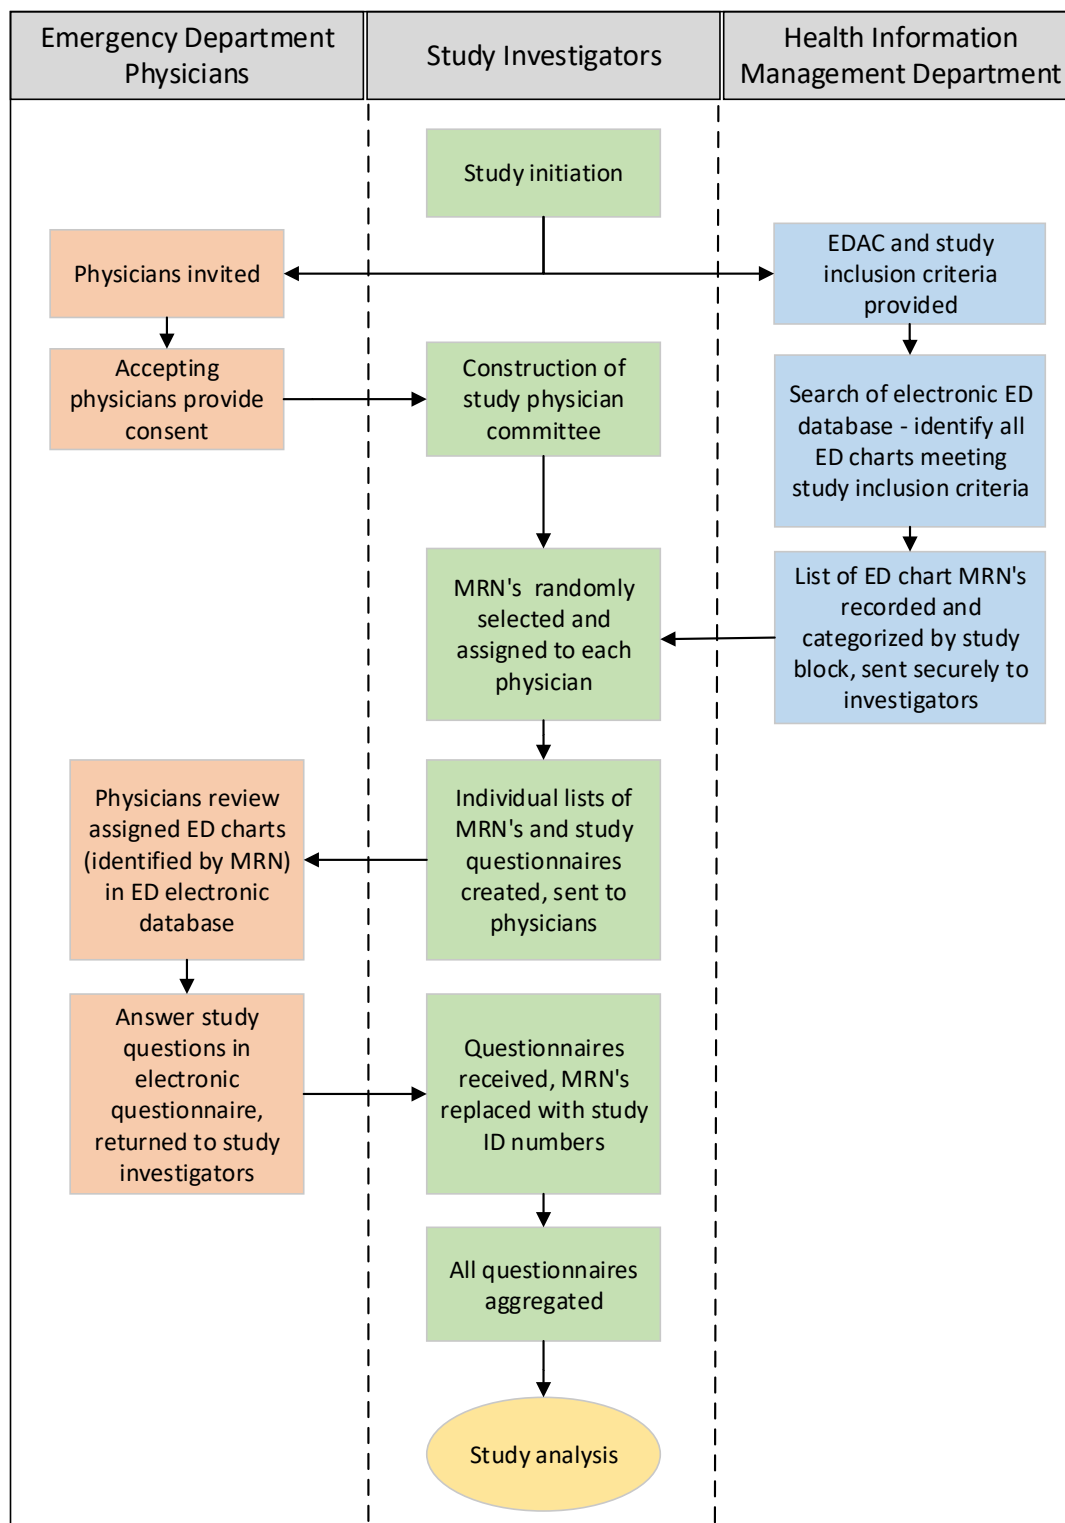 Emergency Department
Physicians
Study Investigators
Health Information
Management Department
Study initiation
Physicians invited
EDAC and study
inclusion criteria
provided
Accepting
physicians provide
consent
Construction of
study physician
committee
Search of electronic ED
database - identify all
ED charts meeting
study inclusion criteria
MRN's randomly
selected and
assigned to each
physician
List of ED chart MRN's
recorded and
categorized by study
block, sent securely to
investigators
Physicians review
assigned ED charts
(identified by MRN)
in ED electronic
database
Individual lists of
MRN's and study
questionnaires
created, sent to
physicians
Answer study
questions in
electronic
questionnaire,
returned to study
investigators
Questionnaires
received, MRN's
replaced with study
ID numbers
All questionnaires
aggregated
Study analysis